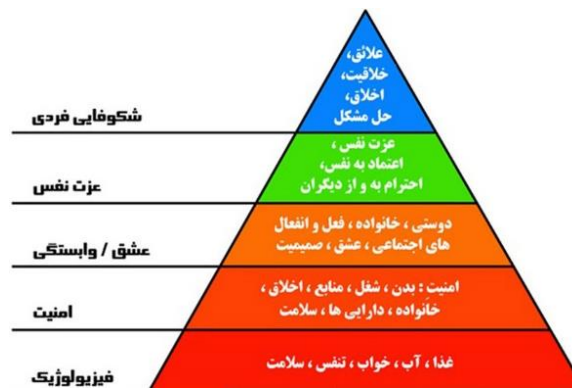 علائق،
خلاقیت،
اخلاق،
حل مشکل
شکوفایی فردی
عزت نفس ،
اعتماد به نفس،
احترام به و از دیگران
عزت نفس
دوستی ، خانواده ، فعل و انفعال
های اجتماعی ، عشق ، صمیمیت
عشق / وابستگی
امنیت : بدن ، شغل ، منابع ، اخلاق ،
خانواده ، دارایی ها ، سلامت
امنیت
غذا ، آب ، خواب ، تنفس ، سلامت
فیزیولوژیک